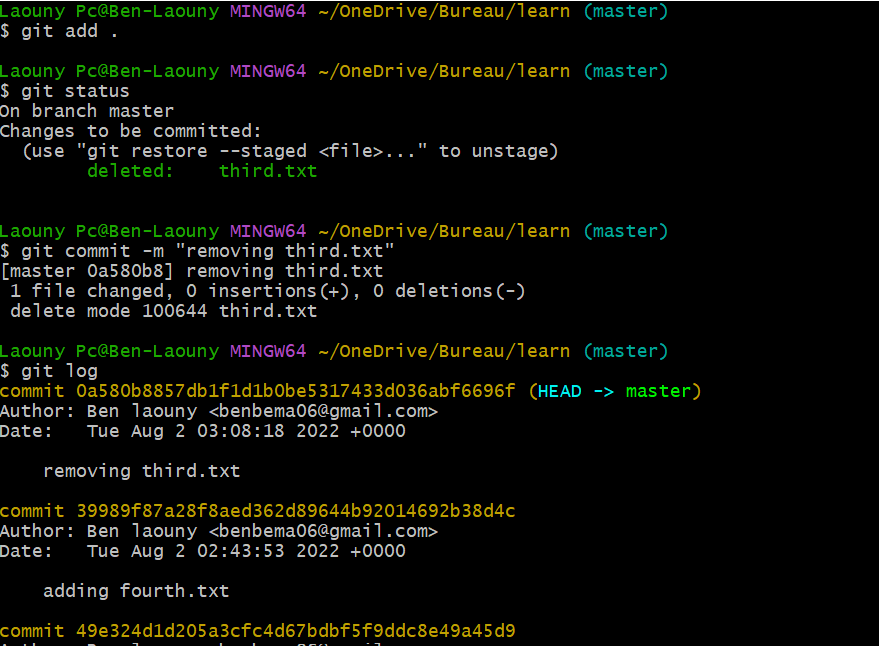 Laouny Pc@Ben-Laouny MINGW64 ~/OneDrive/Bureau/learn (master)
$ git add .
Laouny Pc@Ben-Laouny MINGW64 ~/OneDrive/Bureau/learn (master)
$ git status
On branch master
Changes to be committed:
  (use "git restore --staged <file>..." to unstage)
        deleted:    third.txt
Laouny Pc@Ben-Laouny MINGW64 ~/OneDrive/Bureau/learn (master)
$ git commit -m "removing third.txt"
[master 0a580b8] removing third.txt
 1 file changed, 0 insertions(+), 0 deletions(-)
 delete mode 100644 third.txt
Laouny Pc@Ben-Laouny MINGW64 ~/OneDrive/Bureau/learn (master)
$ git log
commit 0a580b8857db1f1d1b0be5317433d036abf6696f (HEAD -> master)
Author: Ben laouny <benbema06@gmail.com>
Date:   Tue Aug 2 03:08:18 2022 +0000
    removing third.txt
commit 39989f87a28f8aed362d89644b92014692b38d4c
Author: Ben laouny <benbema06@gmail.com>
Date:   Tue Aug 2 02:43:53 2022 +0000
    adding fourth.txt
commit 49e324d1d205a3cfc4d67bdbf5f9ddc8e49a45d9